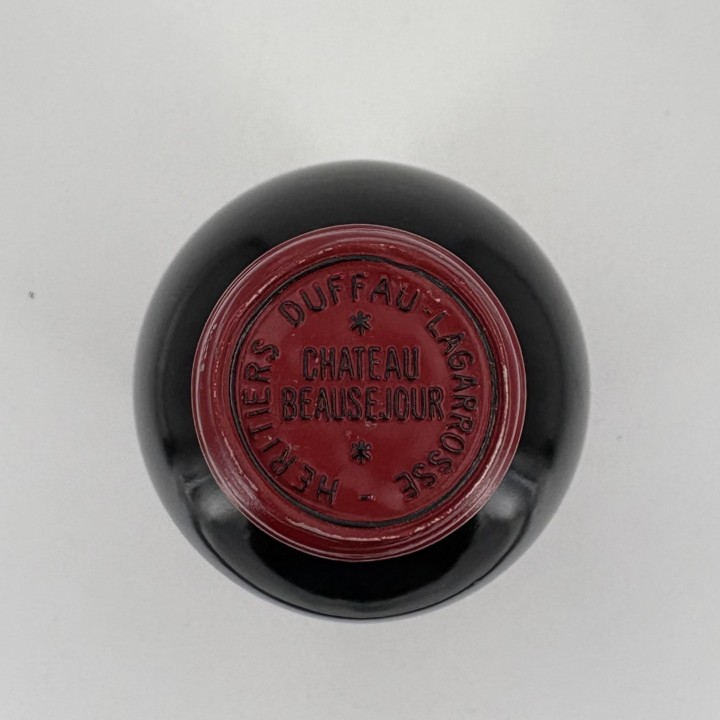 HERITIERS DUFFAU-LAGARROSSE -
*
CHATEAU
BEAUSEJOUR
*